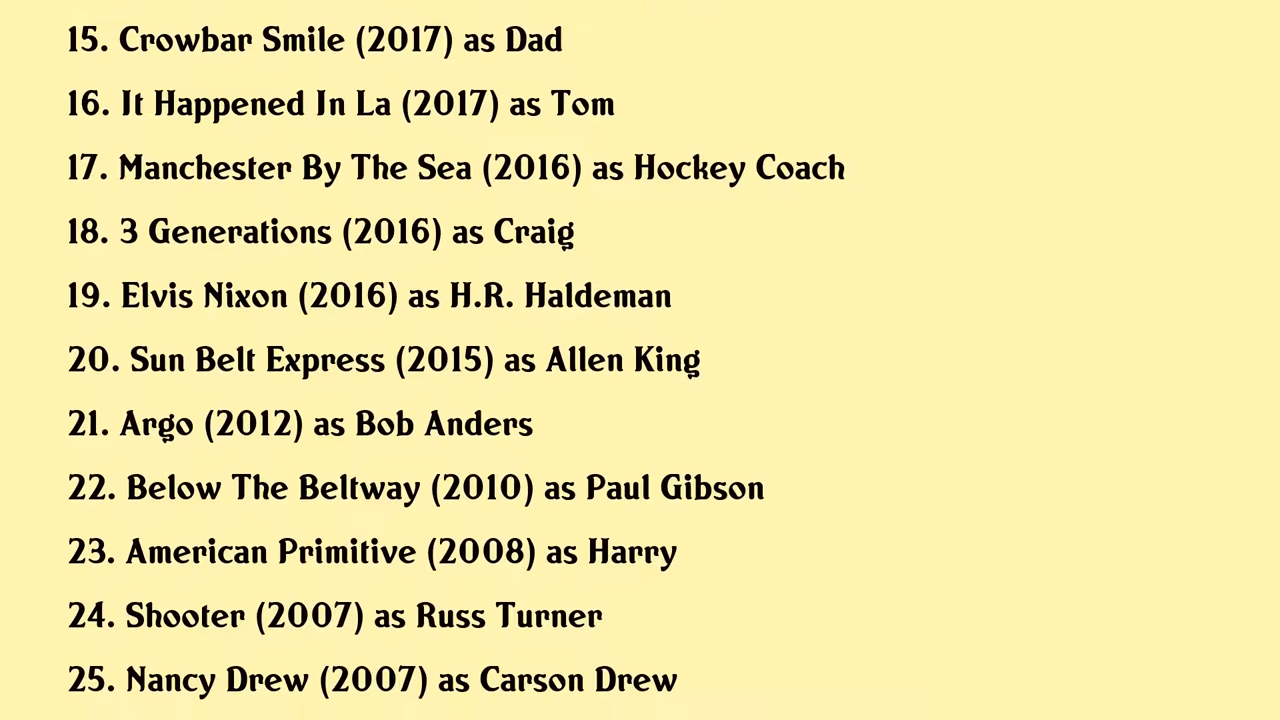 15. Crowbar Smile (2017) as Dad
16. It Happened In La (2017) as Tom
17. Manchester By The Sea (2016) as Hockey Coach
18. 3 Generations (2016) as Craig
19. Elvis Nixon (2016) as H.R. Haldeman
20. Sun Belt Express (2015) as Allen King
21. Argo (2012) as Bob Anders
22. Below The Beltway (2010) as Paul Gibson
23. American Primitive (2008) as Harry
24. Shooter (2007) as Russ Turner
25. Nancy Drew (2007) as Carson Drew